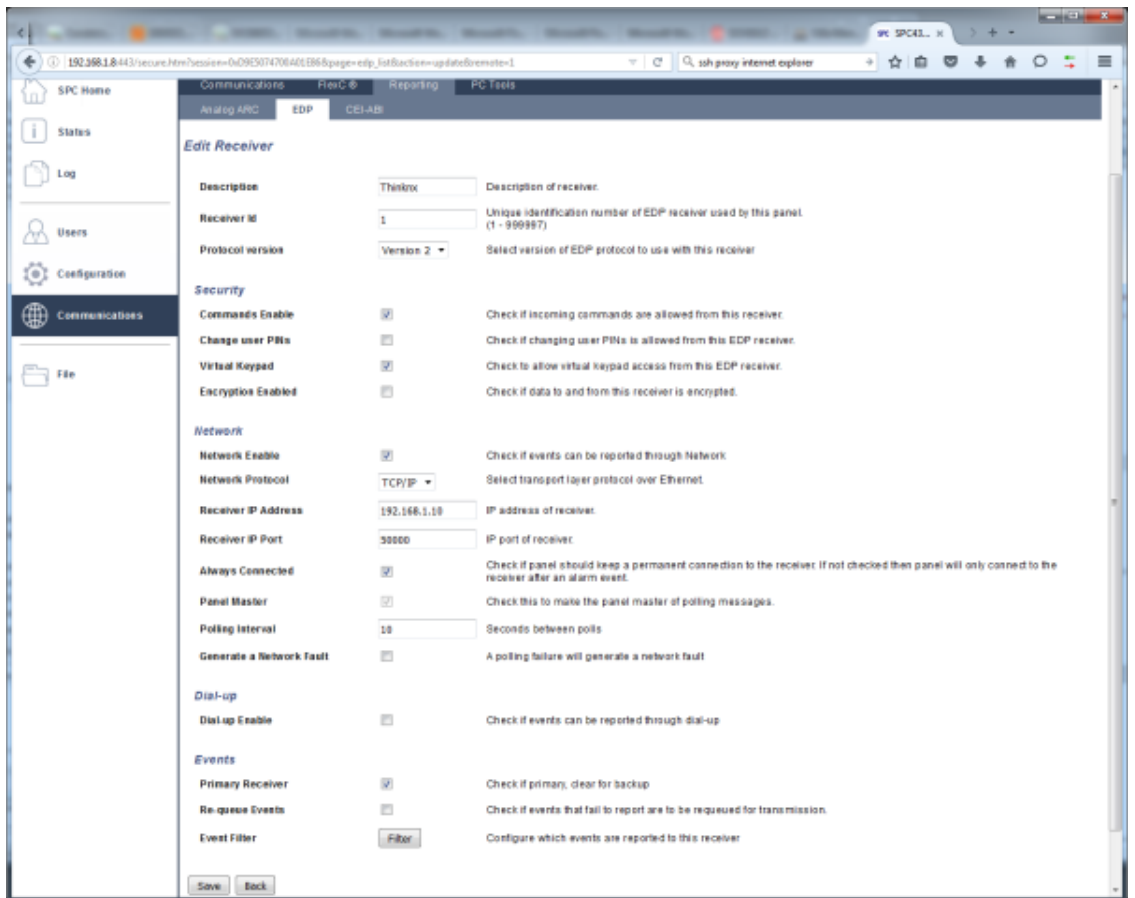 SPC43... ×
192.168.1.8:443/secure.htm?session=0x09E5074700401EB6&page=edp_list&action=update&remote=1
ssh proxy internet explorer
SPC Home
Status
Log
Users
Configuration
Communications
File
Communications FlexC ® Reporting PC Tools
Analog ARC EDP CEI-ABI
Edit Receiver
Description Thinknx Description of receiver.
Receiver Id 1 Unique identification number of EDP receiver used by this panel.
(1 - 999997)
Protocol version Version 2 Select version of EDP protocol to use with this receiver
Security
Commands Enable Check if incoming commands are allowed from this receiver.
Change user PINs Check if changing user PINs is allowed from this EDP receiver.
Virtual Keypad Check to allow virtual keypad access from this EDP receiver.
Encryption Enabled Check if data to and from this receiver is encrypted.
Network
Network Enable Check if events can be reported through Network
Network Protocol TCP/IP Select transport layer protocol over Ethernet.
Receiver IP Address 192.168.1.10 IP address of receiver.
Receiver IP Port 50000 IP port of receiver.
Always Connected Check if panel should keep a permanent connection to the receiver. If not checked then panel will only connect to the
receiver after an alarm event.
Panel Master Check this to make the panel master of polling messages.
Polling Interval 10 Seconds between polls
Generate a Network Fault A polling failure will generate a network fault
Dial-up
Dial-up Enable Check if events can be reported through dial-up
Events
Primary Receiver Check if primary, clear for backup
Re-queue Events Check if events that fail to report are to be requeued for transmission.
Event Filter Filter Configure which events are reported to this receiver
Save Back